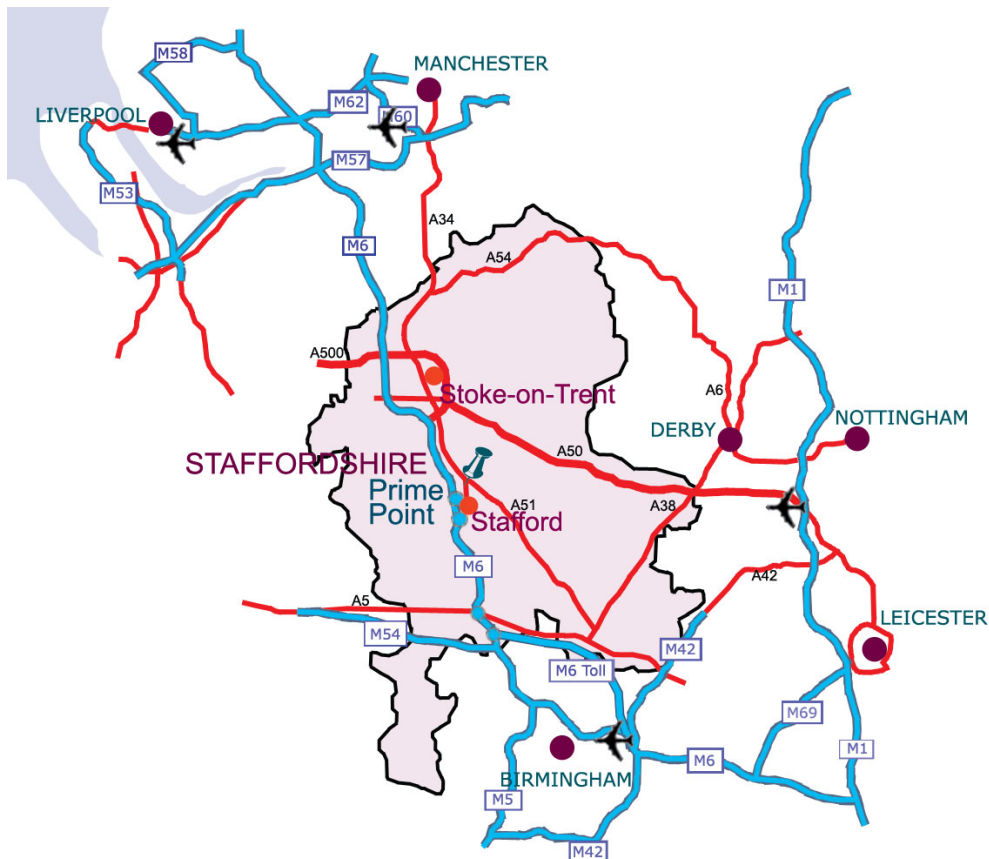 M58
MANCHESTER
M62
LIVERPOOL
M60
M57
M53
A34
M6
A54
M1
A500
A6
Stoke-on-Trent
NOTTINGHAM
DERBY
A50
STAFFORDSHIRE
Prime
Point
A51
A38
Stafford
M6
A42
A5
LEICESTER
M54
M42
M6 Toll
M69
M1
M6
BIRMINGHAM
M5
M42